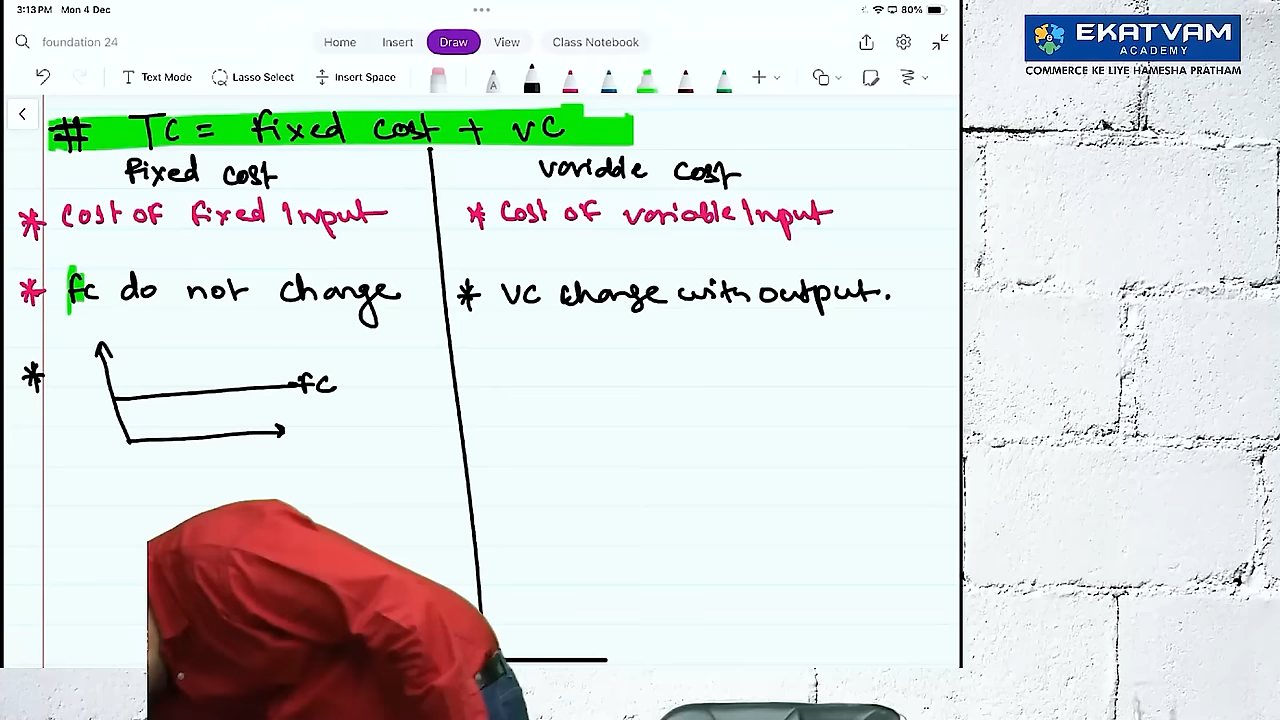 3:13 PM Mon 4 Dec
80%
foundation 24
Home Insert Draw View Class Notebook
Text Mode Lasso Select Insert Space
EKATVAM
ACADEMY
COMMERCE KE LIYE HAMESHA PRATHAM
# TC = fixed cost + VC
fixed cost
* cost of fixed Input
* fc do not change
*
fC
variable cost
* cost of variable Input
* VC change with output.